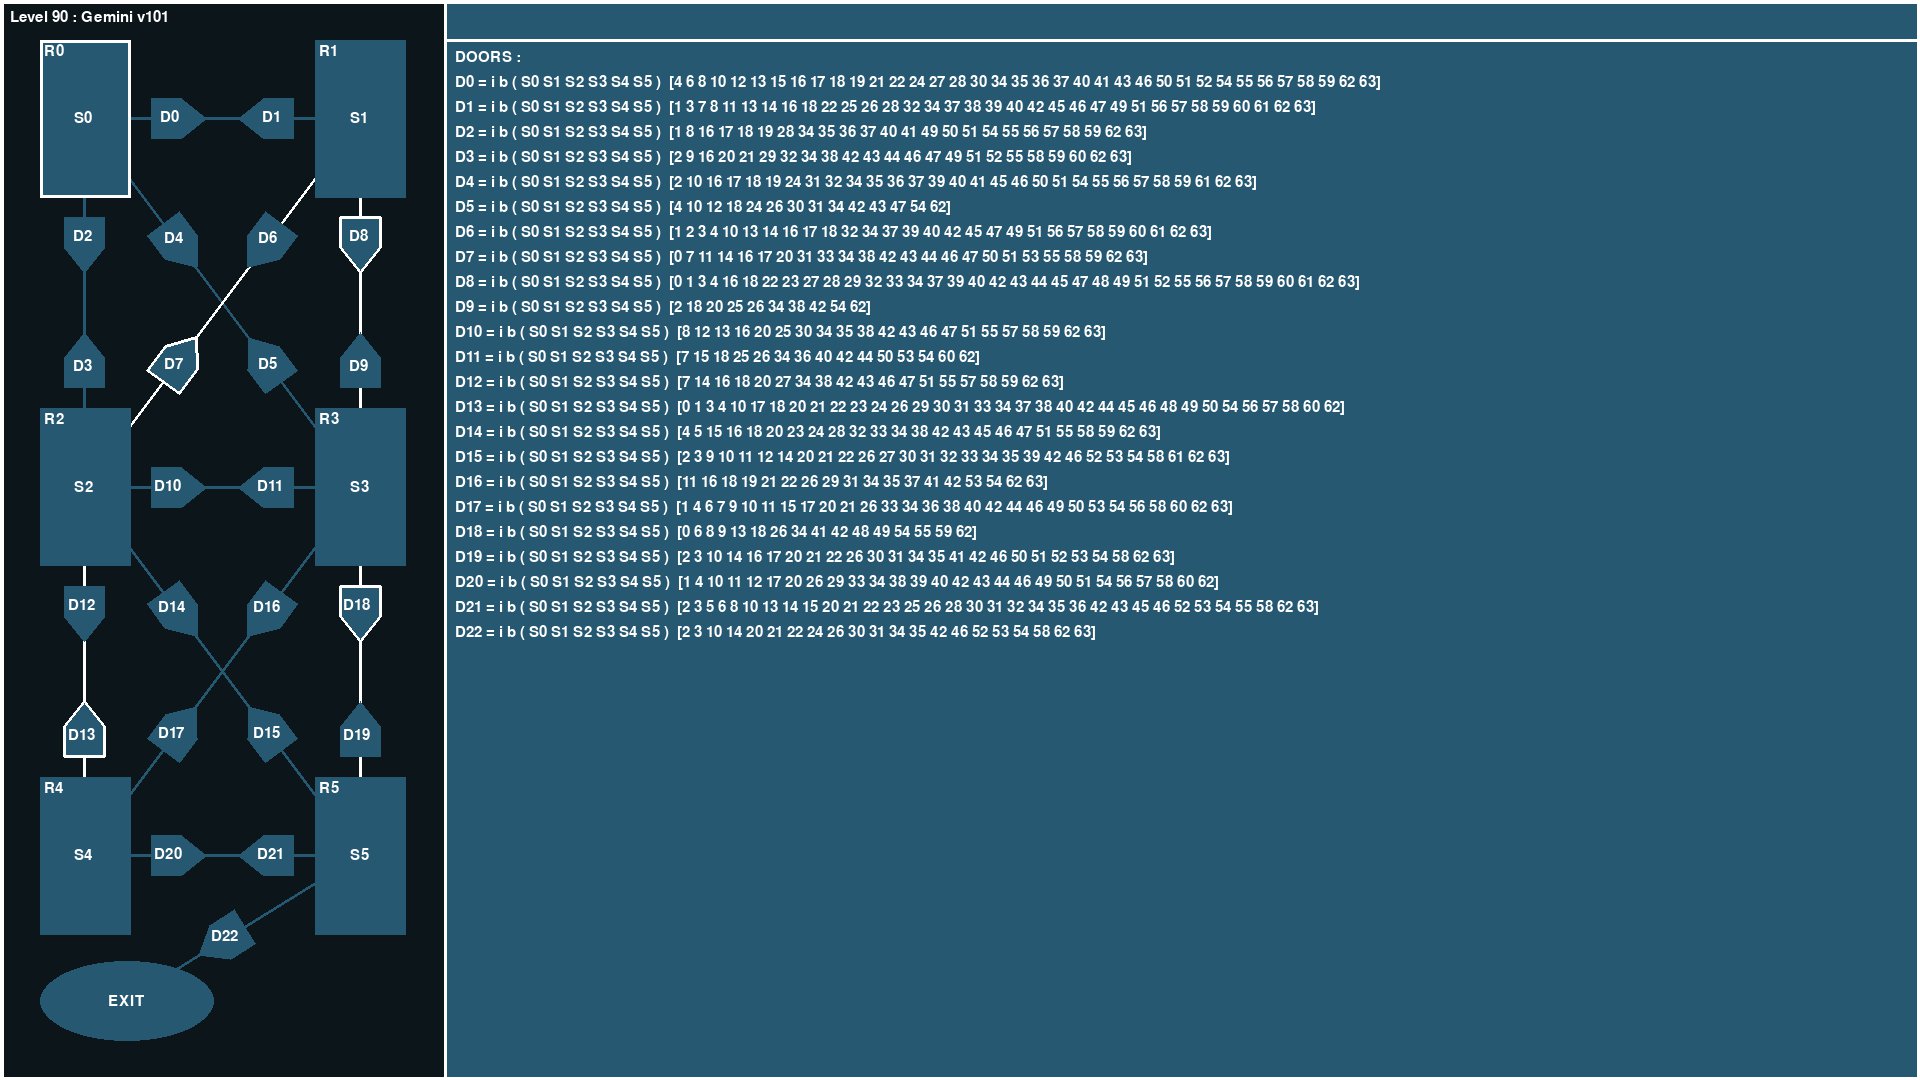 Level 90 : Gemini v101
R0
R1
S0
D0
D1
S1
D2
D4
D6
D8
D3
D7
D5
D9
R2
R3
S2
D10
D11
S3
D12
D14
D16
D18
D13
D17
D15
D19
R4
R5
S4
D20
D21
S5
D22
EXIT
DOORS :
D0 = i b ( S0 S1 S2 S3 S4 S5 ) [4 6 8 10 12 13 15 16 17 18 19 21 22 24 27 28 30 34 35 36 37 40 41 43 46 50 51 52 54 55 56 57 58 59 62 63]
D1 = i b ( S0 S1 S2 S3 S4 S5 ) [1 3 7 8 11 13 14 16 18 22 25 26 28 32 34 37 38 39 40 42 45 46 47 49 51 56 57 58 59 60 61 62 63]
D2 = i b ( S0 S1 S2 S3 S4 S5 ) [1 8 16 17 18 19 28 34 35 36 37 40 41 49 50 51 54 55 56 57 58 59 62 63]
D3 = i b ( S0 S1 S2 S3 S4 S5 ) [2 9 16 20 21 29 32 34 38 42 43 44 46 47 49 51 52 55 58 59 60 62 63]
D4 = i b ( S0 S1 S2 S3 S4 S5 ) [2 10 16 17 18 19 24 31 32 34 35 36 37 39 40 41 45 46 50 51 54 55 56 57 58 59 61 62 63]
D5 = i b ( S0 S1 S2 S3 S4 S5 ) [4 10 12 18 24 26 30 31 34 42 43 47 54 62]
D6 = i b ( S0 S1 S2 S3 S4 S5 ) [1 2 3 4 10 13 14 16 17 18 32 34 37 39 40 42 45 47 49 51 56 57 58 59 60 61 62 63]
D7 = i b ( S0 S1 S2 S3 S4 S5 ) [0 7 11 14 16 17 20 31 33 34 38 42 43 44 46 47 50 51 53 55 58 59 62 63]
D8 = i b ( S0 S1 S2 S3 S4 S5 ) [0 1 3 4 16 18 22 23 27 28 29 32 33 34 37 39 40 42 43 44 45 47 48 49 51 52 55 56 57 58 59 60 61 62 63]
D9 = i b ( S0 S1 S2 S3 S4 S5 ) [2 18 20 25 26 34 38 42 54 62]
D10 = i b ( S0 S1 S2 S3 S4 S5 ) [8 12 13 16 20 25 30 34 35 38 42 43 46 47 51 55 57 58 59 62 63]
D11 = i b ( S0 S1 S2 S3 S4 S5 ) [7 15 18 25 26 34 36 40 42 44 50 53 54 60 62]
D12 = i b ( S0 S1 S2 S3 S4 S5 ) [7 14 16 18 20 27 34 38 42 43 46 47 51 55 57 58 59 62 63]
D13 = i b ( S0 S1 S2 S3 S4 S5 ) [0 1 3 4 10 17 18 20 21 22 23 24 26 29 30 31 33 34 37 38 40 42 44 45 46 48 49 50 54 56 57 58 60 62]
D14 = i b ( S0 S1 S2 S3 S4 S5 ) [4 5 15 16 18 20 23 24 28 32 33 34 38 42 43 45 46 47 51 55 58 59 62 63]
D15 = i b ( S0 S1 S2 S3 S4 S5 ) [2 3 9 10 11 12 14 20 21 22 26 27 30 31 32 33 34 35 39 42 46 52 53 54 58 61 62 63]
D16 = i b ( S0 S1 S2 S3 S4 S5 ) [11 16 18 19 21 22 26 29 31 34 35 37 41 42 53 54 62 63]
D17 = i b ( S0 S1 S2 S3 S4 S5 ) [1 4 6 7 9 10 11 15 17 20 21 26 33 34 36 38 40 42 44 46 49 50 53 54 56 58 60 62 63]
D18 = i b ( S0 S1 S2 S3 S4 S5 ) [0 6 8 9 13 18 26 34 41 42 48 49 54 55 59 62]
D19 = i b ( S0 S1 S2 S3 S4 S5 ) [2 3 10 14 16 17 20 21 22 26 30 31 34 35 41 42 46 50 51 52 53 54 58 62 63]
D20 = i b ( S0 S1 S2 S3 S4 S5 ) [1 4 10 11 12 17 20 26 29 33 34 38 39 40 42 43 44 46 49 50 51 54 56 57 58 60 62]
D21 = i b ( S0 S1 S2 S3 S4 S5 ) [2 3 5 6 8 10 13 14 15 20 21 22 23 25 26 28 30 31 32 34 35 36 42 43 45 46 52 53 54 55 58 62 63]
D22 = i b ( S0 S1 S2 S3 S4 S5 ) [2 3 10 14 20 21 22 24 26 30 31 34 35 42 46 52 53 54 58 62 63]